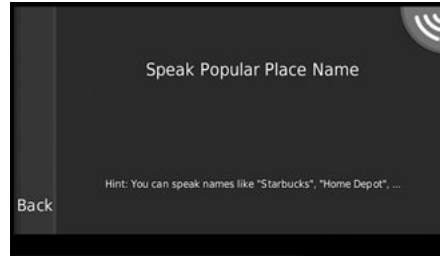 Speak Popular Place Name
Hint: You can speak names like "Starbucks", "Home Depot", ...
Back